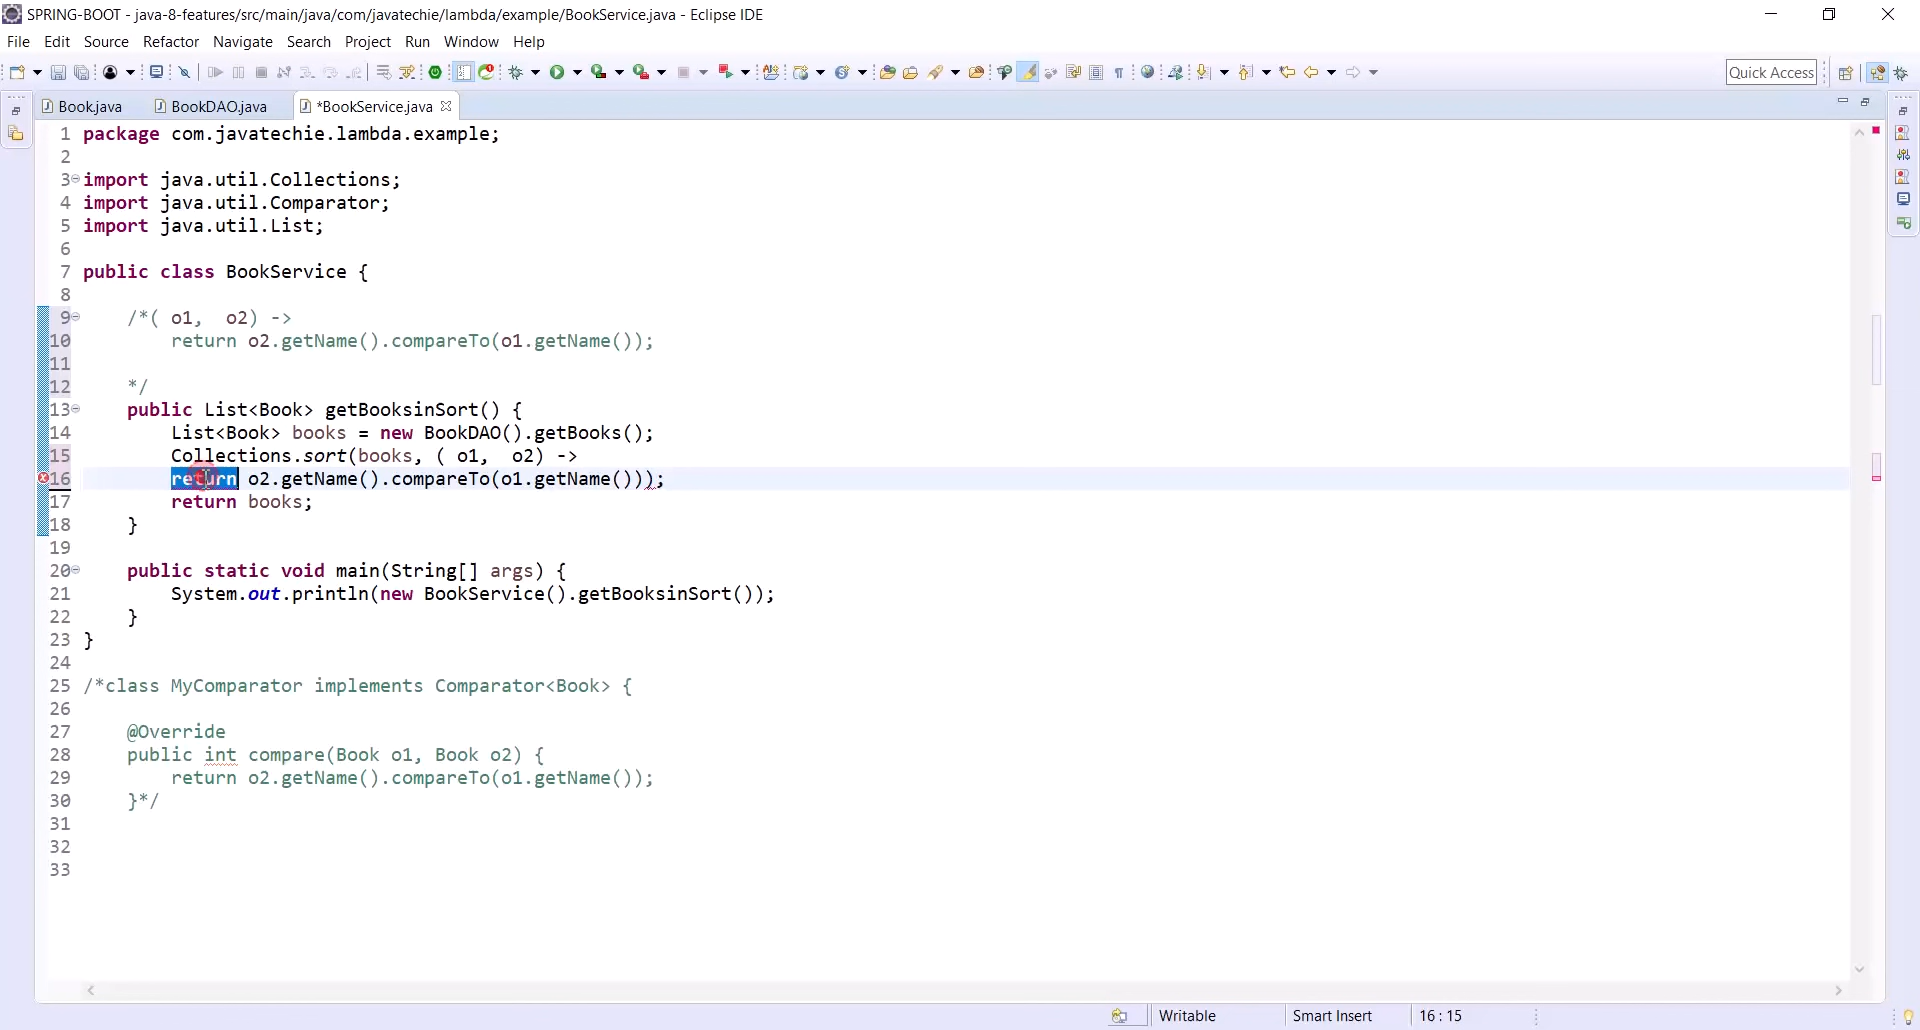 SPRING-BOOT - java-8-features/src/main/java/com/javatechie/lambda/example/BookService.java - Eclipse IDE
File Edit Source Refactor Navigate Search Project Run Window Help
Quick Access
Book.java BookDAO.java *BookService.java
1 package com.javatechie.lambda.example;
2
3 import java.util.Collections;
4 import java.util.Comparator;
5 import java.util.List;
6
7 public class BookService {
8
9 /*( o1, o2) ->
10 return o2.getName().compareTo(o1.getName());
11
12 */
13 public List<Book> getBooksinSort() {
14 List<Book> books = new BookDAO().getBooks();
15 Collections.sort(books, ( o1, o2) ->
16 return o2.getName().compareTo(o1.getName()));
17 return books;
18 }
19
20 public static void main(String[] args) {
21 System.out.println(new BookService().getBooksinSort());
22 }
23 }
24
25 /*class MyComparator implements Comparator<Book> {
26
27 @Override
28 public int compare(Book o1, Book o2) {
29 return o2.getName().compareTo(o1.getName());
30 }*/
31
32
33
Writable Smart Insert 16 : 15